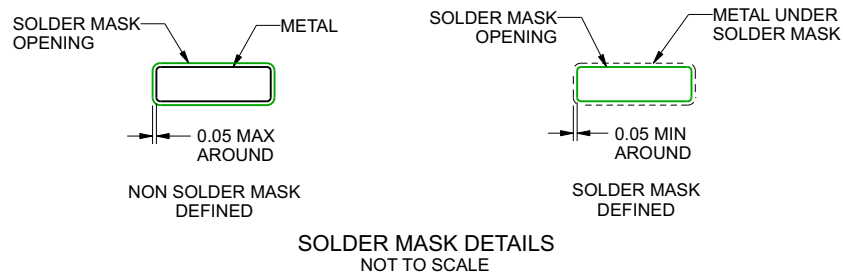 SOLDER MASK
OPENING
METAL
0.05 MAX
AROUND
NON SOLDER MASK
DEFINED
SOLDER MASK
OPENING
METAL UNDER
SOLDER MASK
0.05 MIN
AROUND
SOLDER MASK
DEFINED
SOLDER MASK DETAILS
NOT TO SCALE